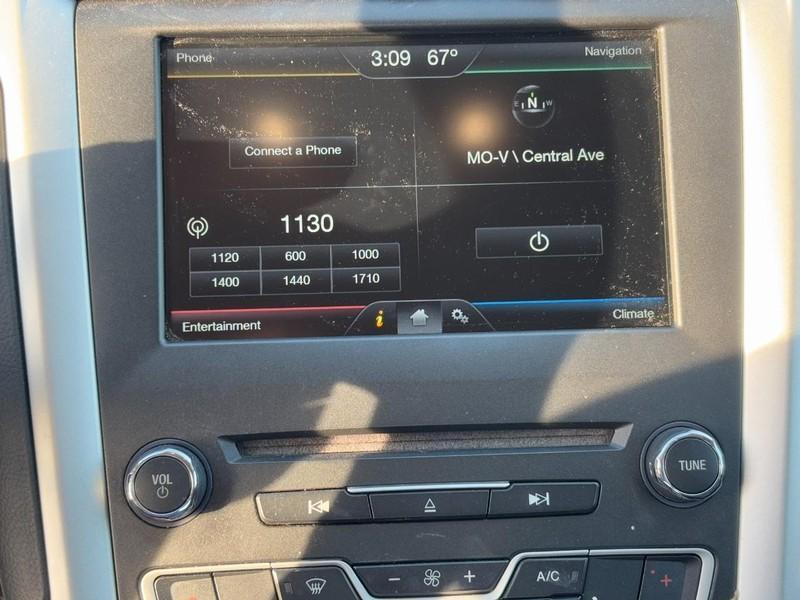 Phone 3:09 67° Navigation
E N W
Connect a Phone
MO-V \ Central Ave
1130
1120 600 1000
1400 1440 1710
i
Entertainment Climate
VOL
TUNE
A/C